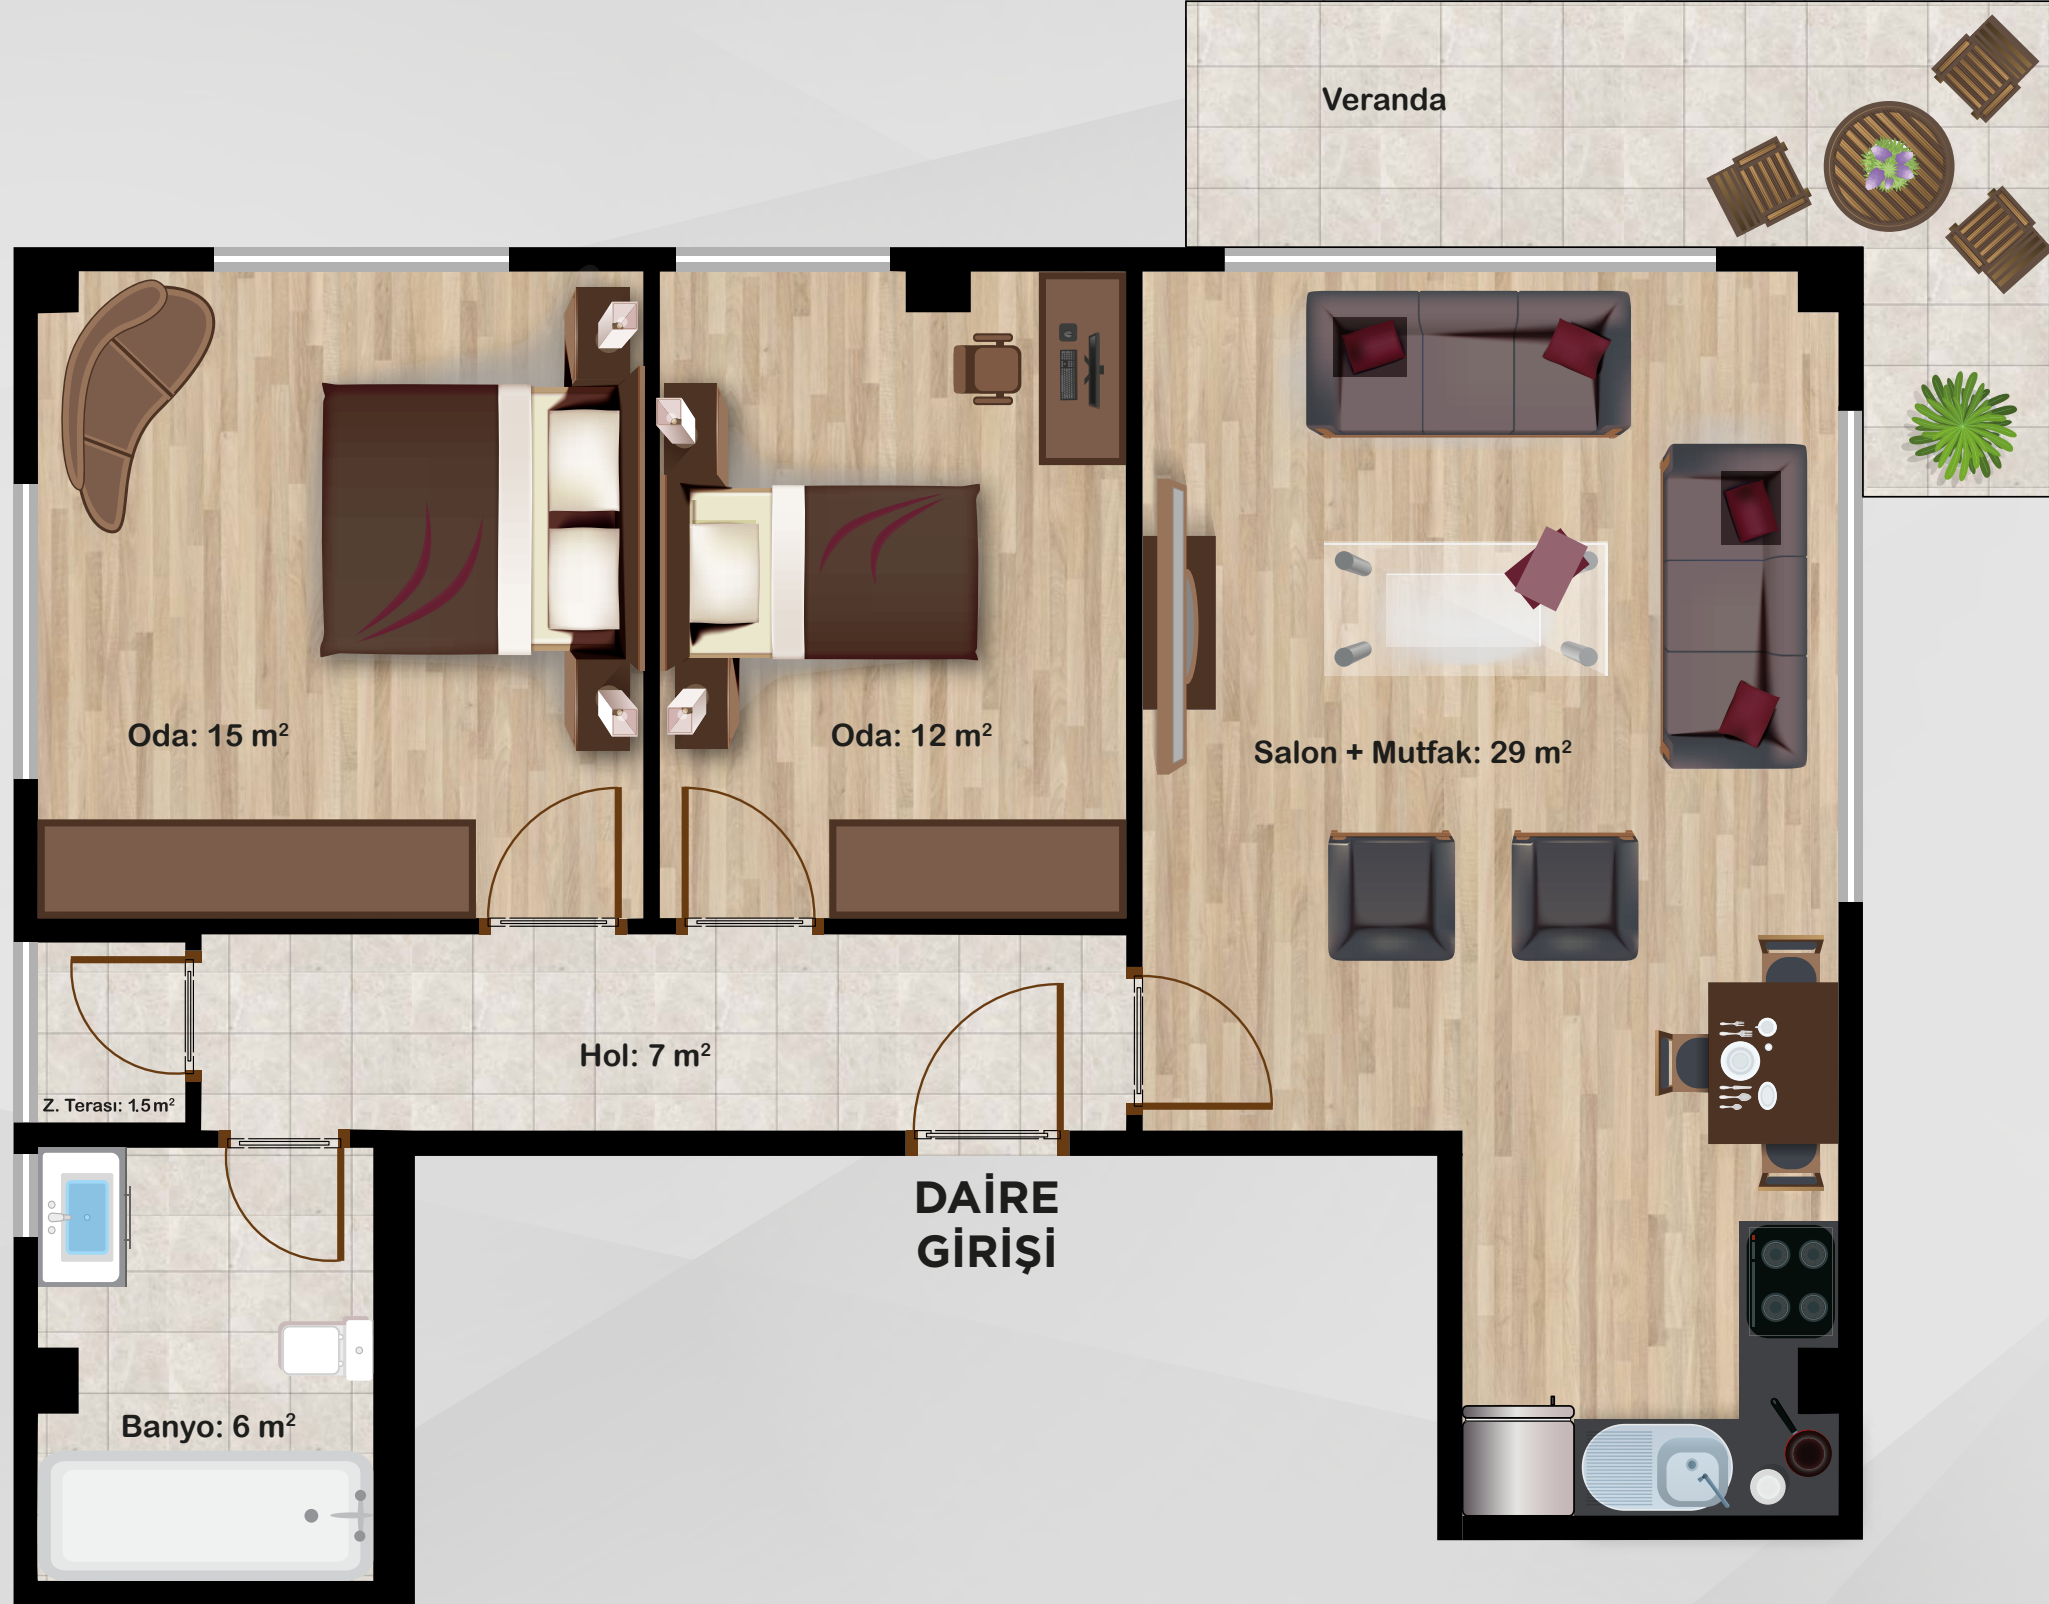 Veranda
Oda: 15 m²
Oda: 12 m²
Salon + Mutfak: 29 m²
Hol: 7 m²
Z. Terası: 1.5 m²
DAİRE
GİRİŞİ
Banyo: 6 m²